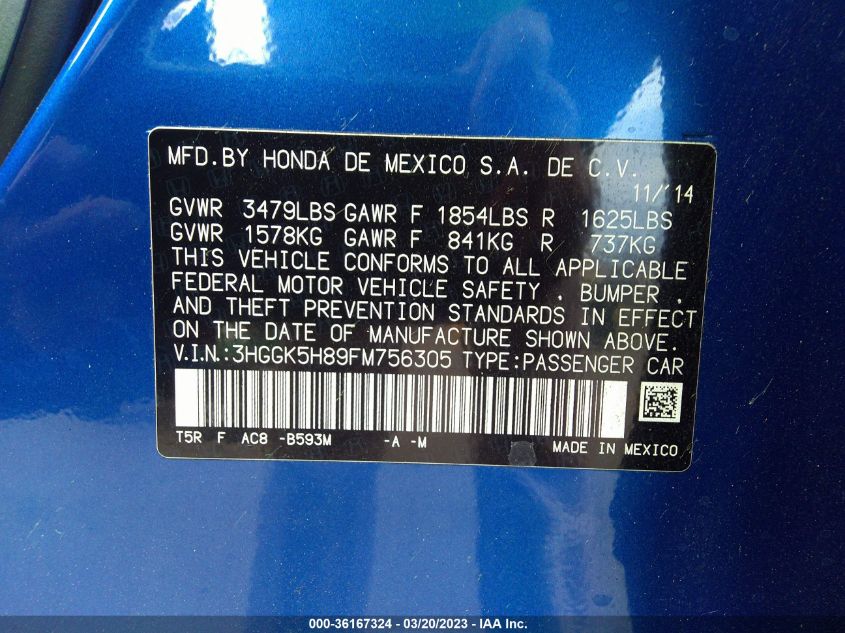 MFD.BY HONDA DE MEXICO S.A. DE C.V.
11/14
GVWR 3479LBS GAWR F 1854LBS R 1625LBS
GVWR 1578KG GAWR F 841KG R 737KG
THIS VEHICLE CONFORMS TO ALL APPLICABLE
FEDERAL MOTOR VEHICLE SAFETY , BUMPER ,
AND THEFT PREVENTION STANDARDS IN EFFECT
ON THE DATE OF MANUFACTURE SHOWN ABOVE.
V.I.N.:3HGGK5H89FM756305 TYPE:PASSENGER CAR
T5R F AC8 -B593M -A -M MADE IN MEXICO
000-36167324 - 03/20/2023 - IAA Inc.